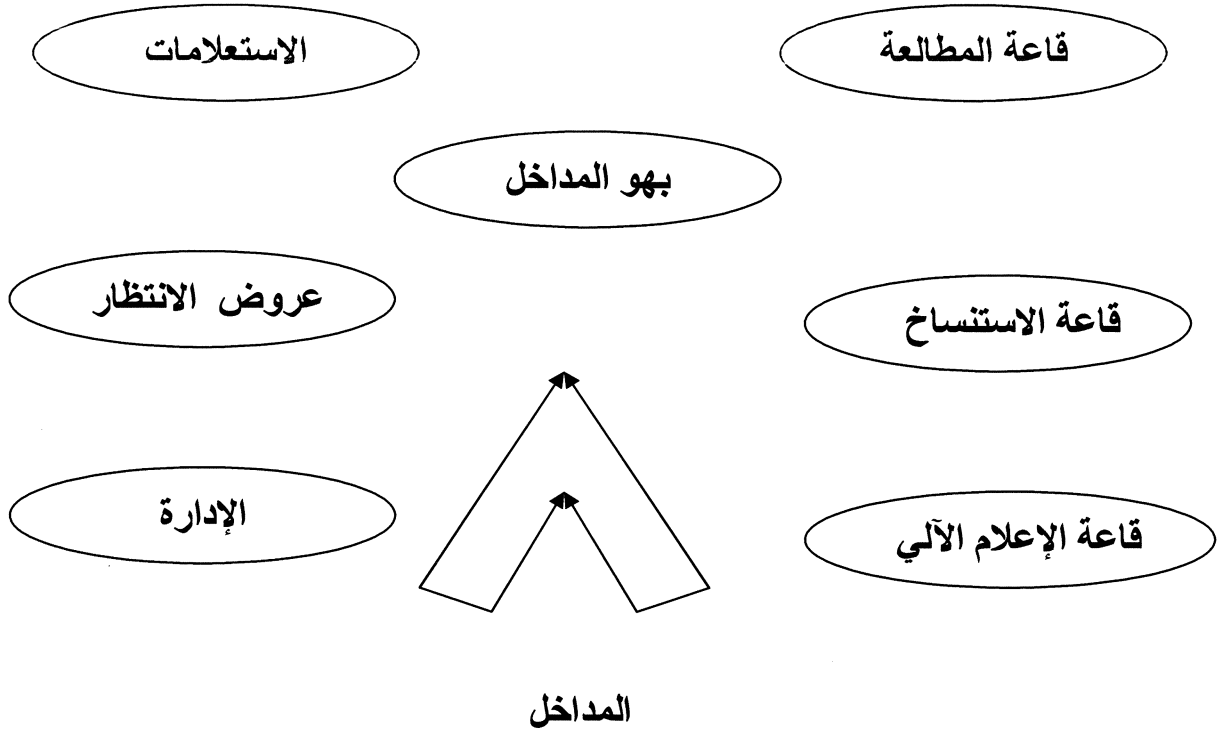 قاعة المطالعة
الاستعلامات
بهو المداخل
عروض الانتظار
قاعة الاستنساخ
الإدارة
قاعة الإعلام الآلي
المداخل